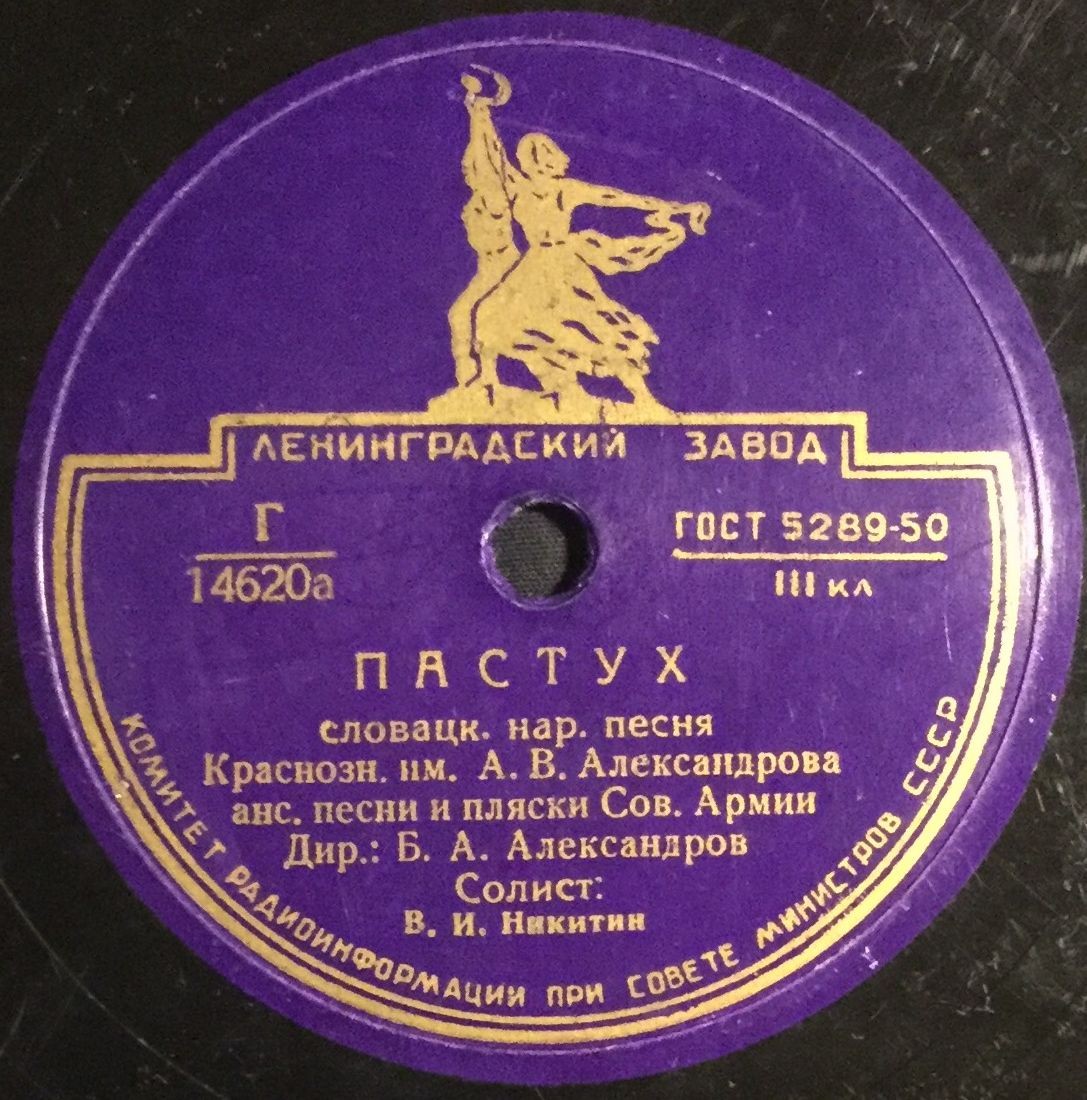 ЛЕНИНГРАДСКИЙ ЗАВОД
Г
14620а
ГОСТ 5289-50
III кл
ПАСТУХ
словацк. нар. песня
Краснозн. им. А. В. Александрова
анс. песни и пляски Сов. Армии
Дир.: Б. А. Александров
Солист:
В. И. Никитин
КОМИТЕТ РАДИОИНФОРМАЦИИ ПРИ СОВЕТЕ МИНИСТРОВ СССР